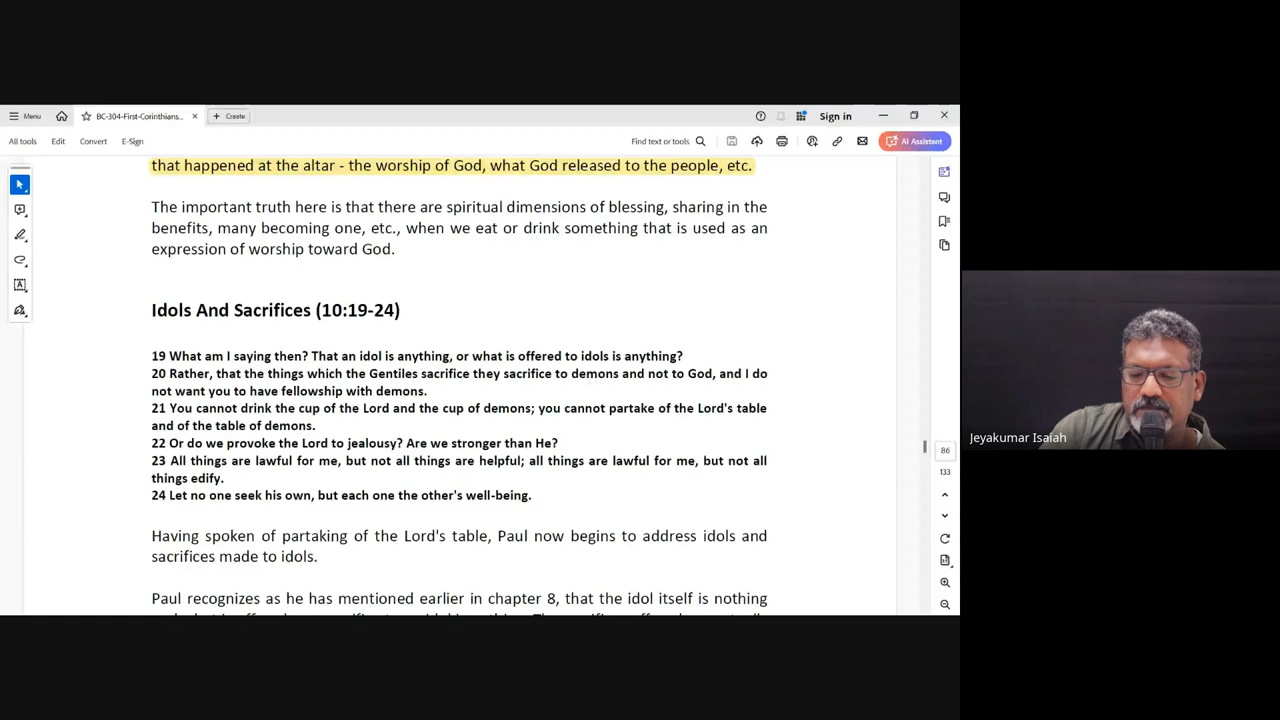 Menu
BC-304-First-Corinthians...
Create
Sign in
All tools
Edit
Convert
E-Sign
Find text or tools
AI Assistant
that happened at the altar - the worship of God, what God released to the people, etc.
The important truth here is that there are spiritual dimensions of blessing, sharing in the
benefits, many becoming one, etc., when we eat or drink something that is used as an
expression of worship toward God.
Idols And Sacrifices (10:19-24)
19 What am I saying then? That an idol is anything, or what is offered to idols is anything?
20 Rather, that the things which the Gentiles sacrifice they sacrifice to demons and not to God, and I do
not want you to have fellowship with demons.
21 You cannot drink the cup of the Lord and the cup of demons; you cannot partake of the Lord's table
and of the table of demons.
22 Or do we provoke the Lord to jealousy? Are we stronger than He?
23 All things are lawful for me, but not all things are helpful; all things are lawful for me, but not all
things edify.
24 Let no one seek his own, but each one the other's well-being.
Having spoken of partaking of the Lord's table, Paul now begins to address idols and
sacrifices made to idols.
Paul recognizes as he has mentioned earlier in chapter 8, that the idol itself is nothing
86
133
Jeyakumar Isaiah